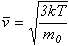 v̅ = √(3kT / m₀)